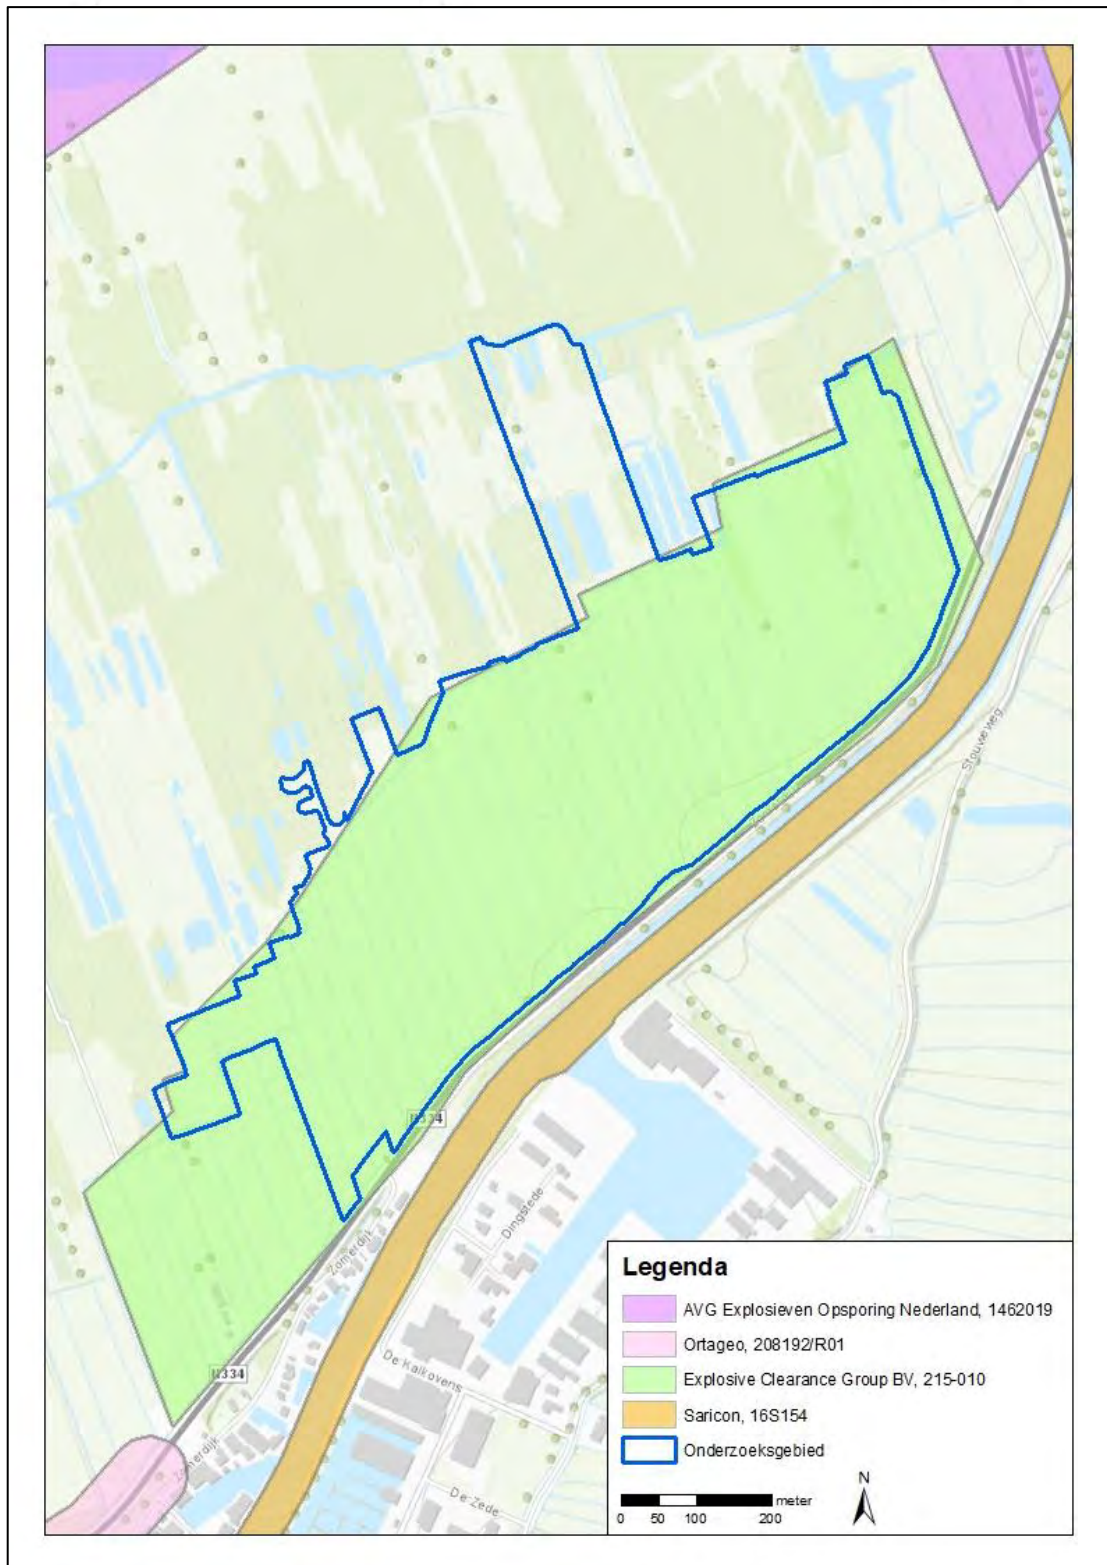 Stouweweg
N334
Dingstede
Zomerdijk
De Kalkovens
N334
Zomerdijk
De Zede
Legenda
AVG Explosieven Opsporing Nederland, 1462019
Ortageo, 208192/R01
Explosive Clearance Group BV, 215-010
Saricon, 16S154
Onderzoeksgebied
N
meter
0 50 100 200